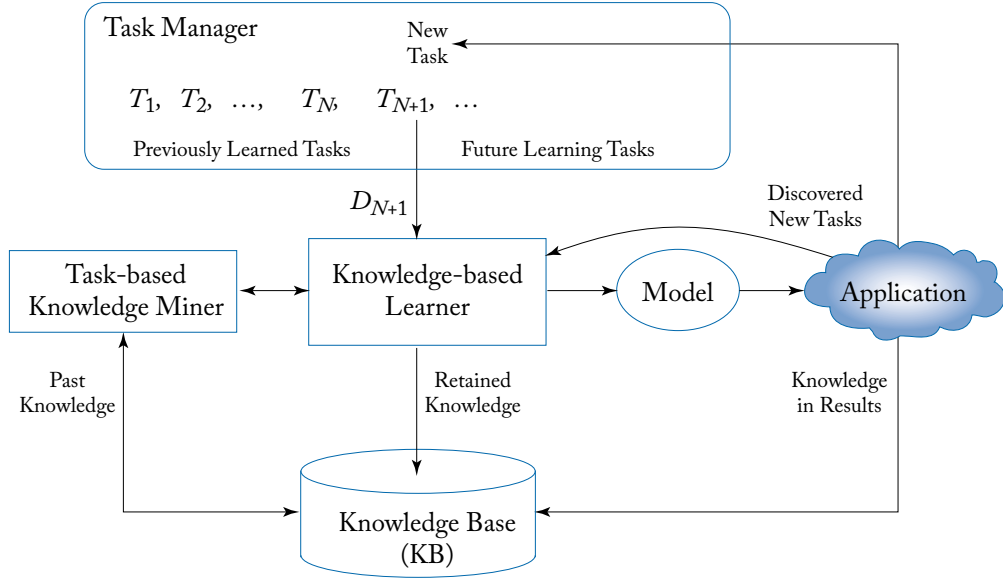 Task Manager
New
Task
T1, T2, …, TN, TN+1, …
Previously Learned Tasks
Future Learning Tasks
DN+1
Discovered
New Tasks
Task-based
Knowledge Miner
Knowledge-based
Learner
Model
Application
Past
Knowledge
Retained
Knowledge
Knowledge
in Results
Knowledge Base
(KB)